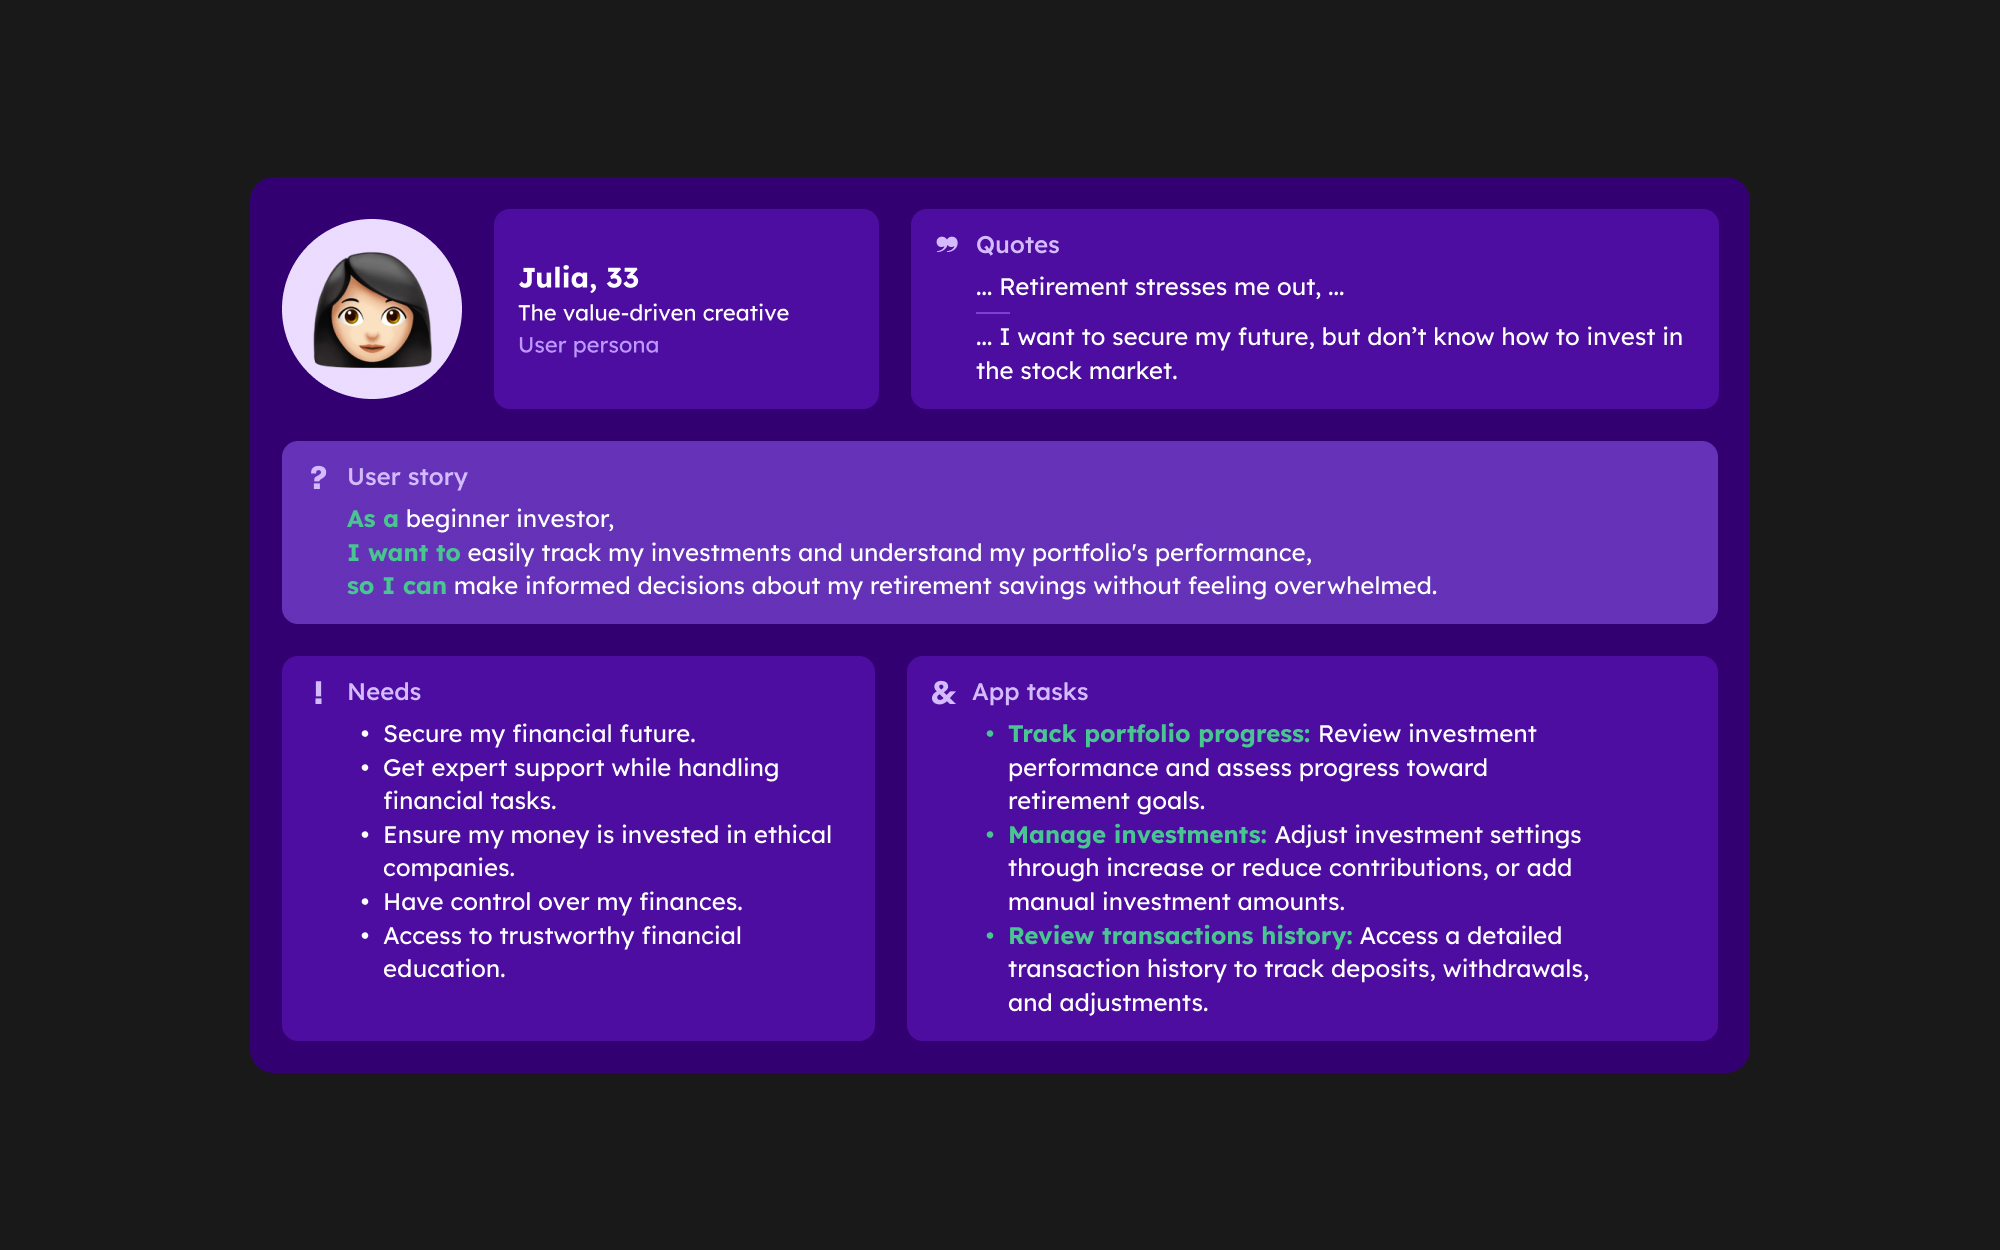 Julia, 33
The value-driven creative
User persona
❞ Quotes
... Retirement stresses me out, ...
... I want to secure my future, but don’t know how to invest in
the stock market.
? User story
As a beginner investor,
I want to easily track my investments and understand my portfolio's performance,
so I can make informed decisions about my retirement savings without feeling overwhelmed.
! Needs
• Secure my financial future.
• Get expert support while handling
financial tasks.
• Ensure my money is invested in ethical
companies.
• Have control over my finances.
• Access to trustworthy financial
education.
& App tasks
• Track portfolio progress: Review investment
performance and assess progress toward
retirement goals.
• Manage investments: Adjust investment settings
through increase or reduce contributions, or add
manual investment amounts.
• Review transactions history: Access a detailed
transaction history to track deposits, withdrawals,
and adjustments.